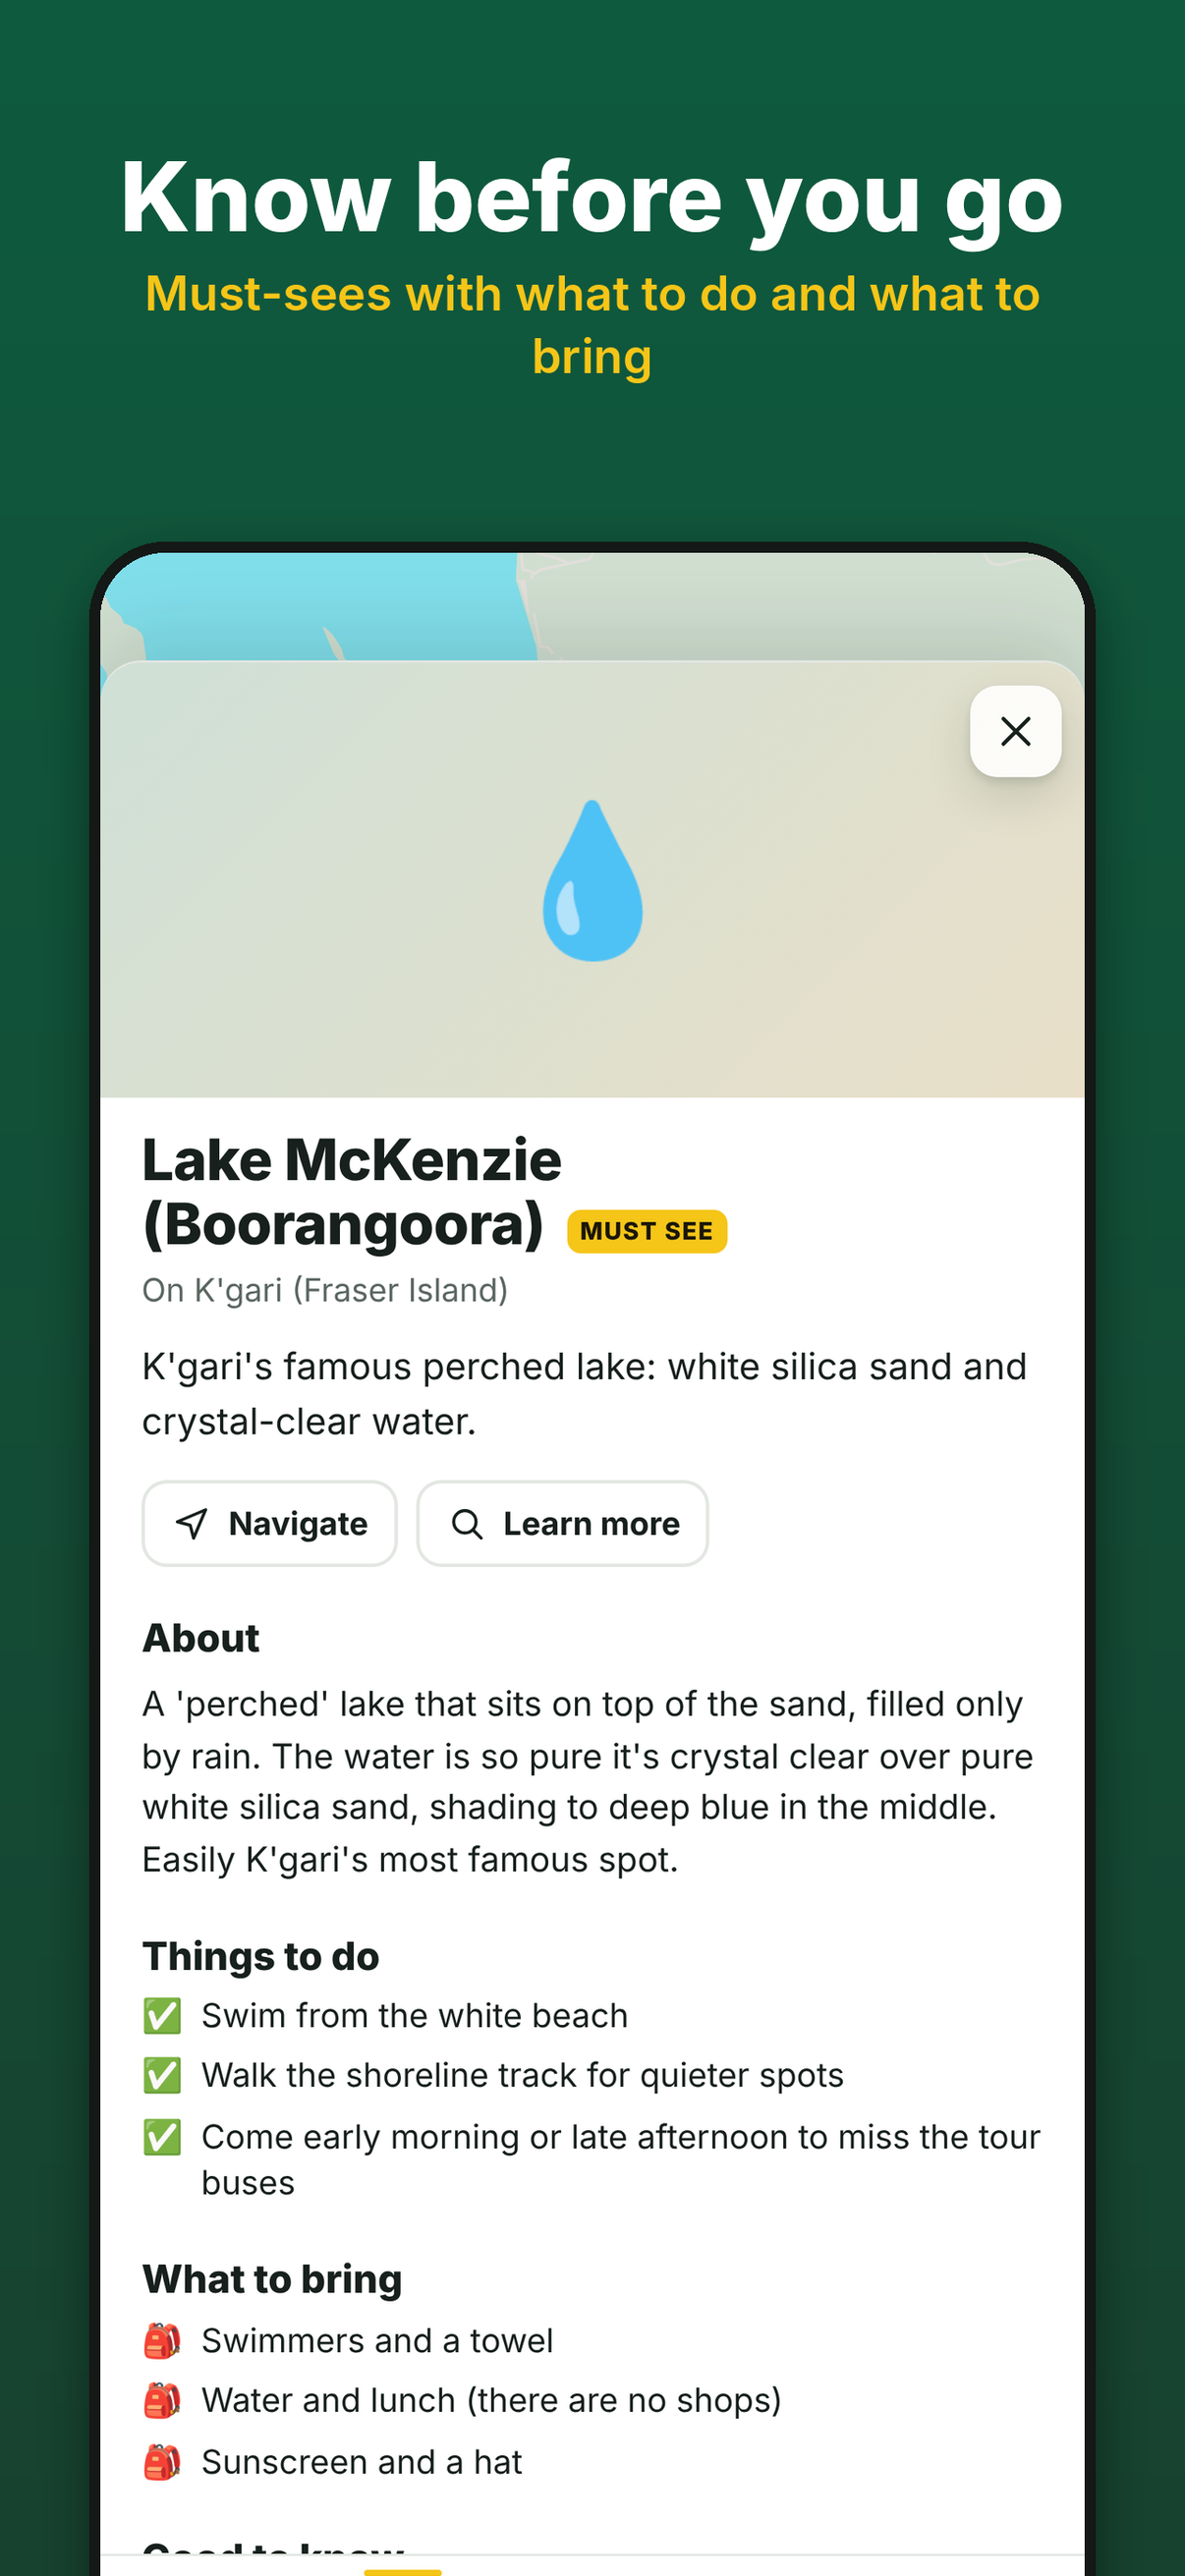 Know before you go
Must-sees with what to do and what to
bring
Lake McKenzie
(Boorangoora) MUST SEE
On K'gari (Fraser Island)
K'gari's famous perched lake: white silica sand and
crystal-clear water.
Navigate Learn more
About
A 'perched' lake that sits on top of the sand, filled only
by rain. The water is so pure it's crystal clear over pure
white silica sand, shading to deep blue in the middle.
Easily K'gari's most famous spot.
Things to do
✅ Swim from the white beach
✅ Walk the shoreline track for quieter spots
✅ Come early morning or late afternoon to miss the tour
buses
What to bring
🎒 Swimmers and a towel
🎒 Water and lunch (there are no shops)
🎒 Sunscreen and a hat
Good to know